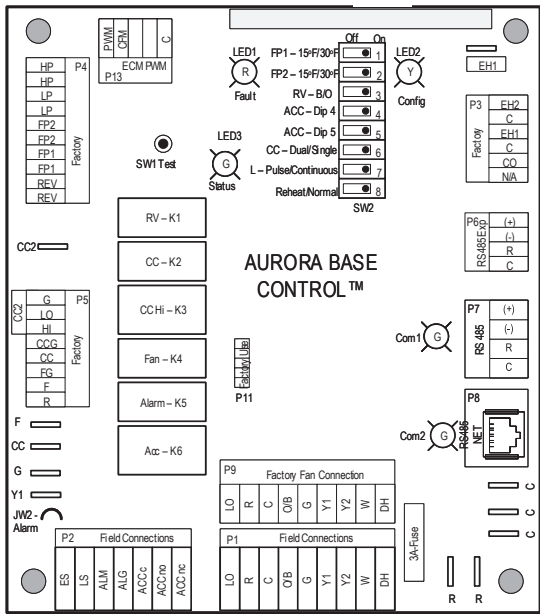 PWM
CFM
C
P13
ECM PWM
LED1
R
Fault
Off
On
FP1 – 15ºF/30ºF
1
FP2 – 15ºF/30ºF
2
RV – B/O
3
ACC – Dip 4
4
ACC – Dip 5
5
CC – Dual/Single
6
L – Pulse/Continuous
7
Reheat/Normal
8
SW2
LED2
Y
Config
EH1
HP
HP
LP
LP
FP2
FP2
FP1
FP1
REV
REV
P4
Factory
SW1 Test
LED3
G
Status
P3
Factory
EH2
C
EH1
C
CO
N/A
P6
RS485 Exp
(+)
(-)
R
C
CC2
RV – K1
CC – K2
CC Hi – K3
Fan – K4
Alarm – K5
Acc – K6
AURORA BASE
CONTROL™
CC2
G
LO
HI
CCG
CC
FG
F
R
P5
Factory
Factory Use
P11
Com1
G
P7
RS 485
(+)
(-)
R
C
Com2
G
P8
RS485
NET
F
CC
G
Y1
JW2 -
Alarm
P9
Factory Fan Connection
LO
R
C
O/B
G
Y1
Y2
W
DH
3A-Fuse
C
C
C
P2
Field Connections
ES
LS
ALM
ALG
ACC c
ACC no
ACC nc
P1
Field Connections
LO
R
C
O/B
G
Y1
Y2
W
DH
R
R